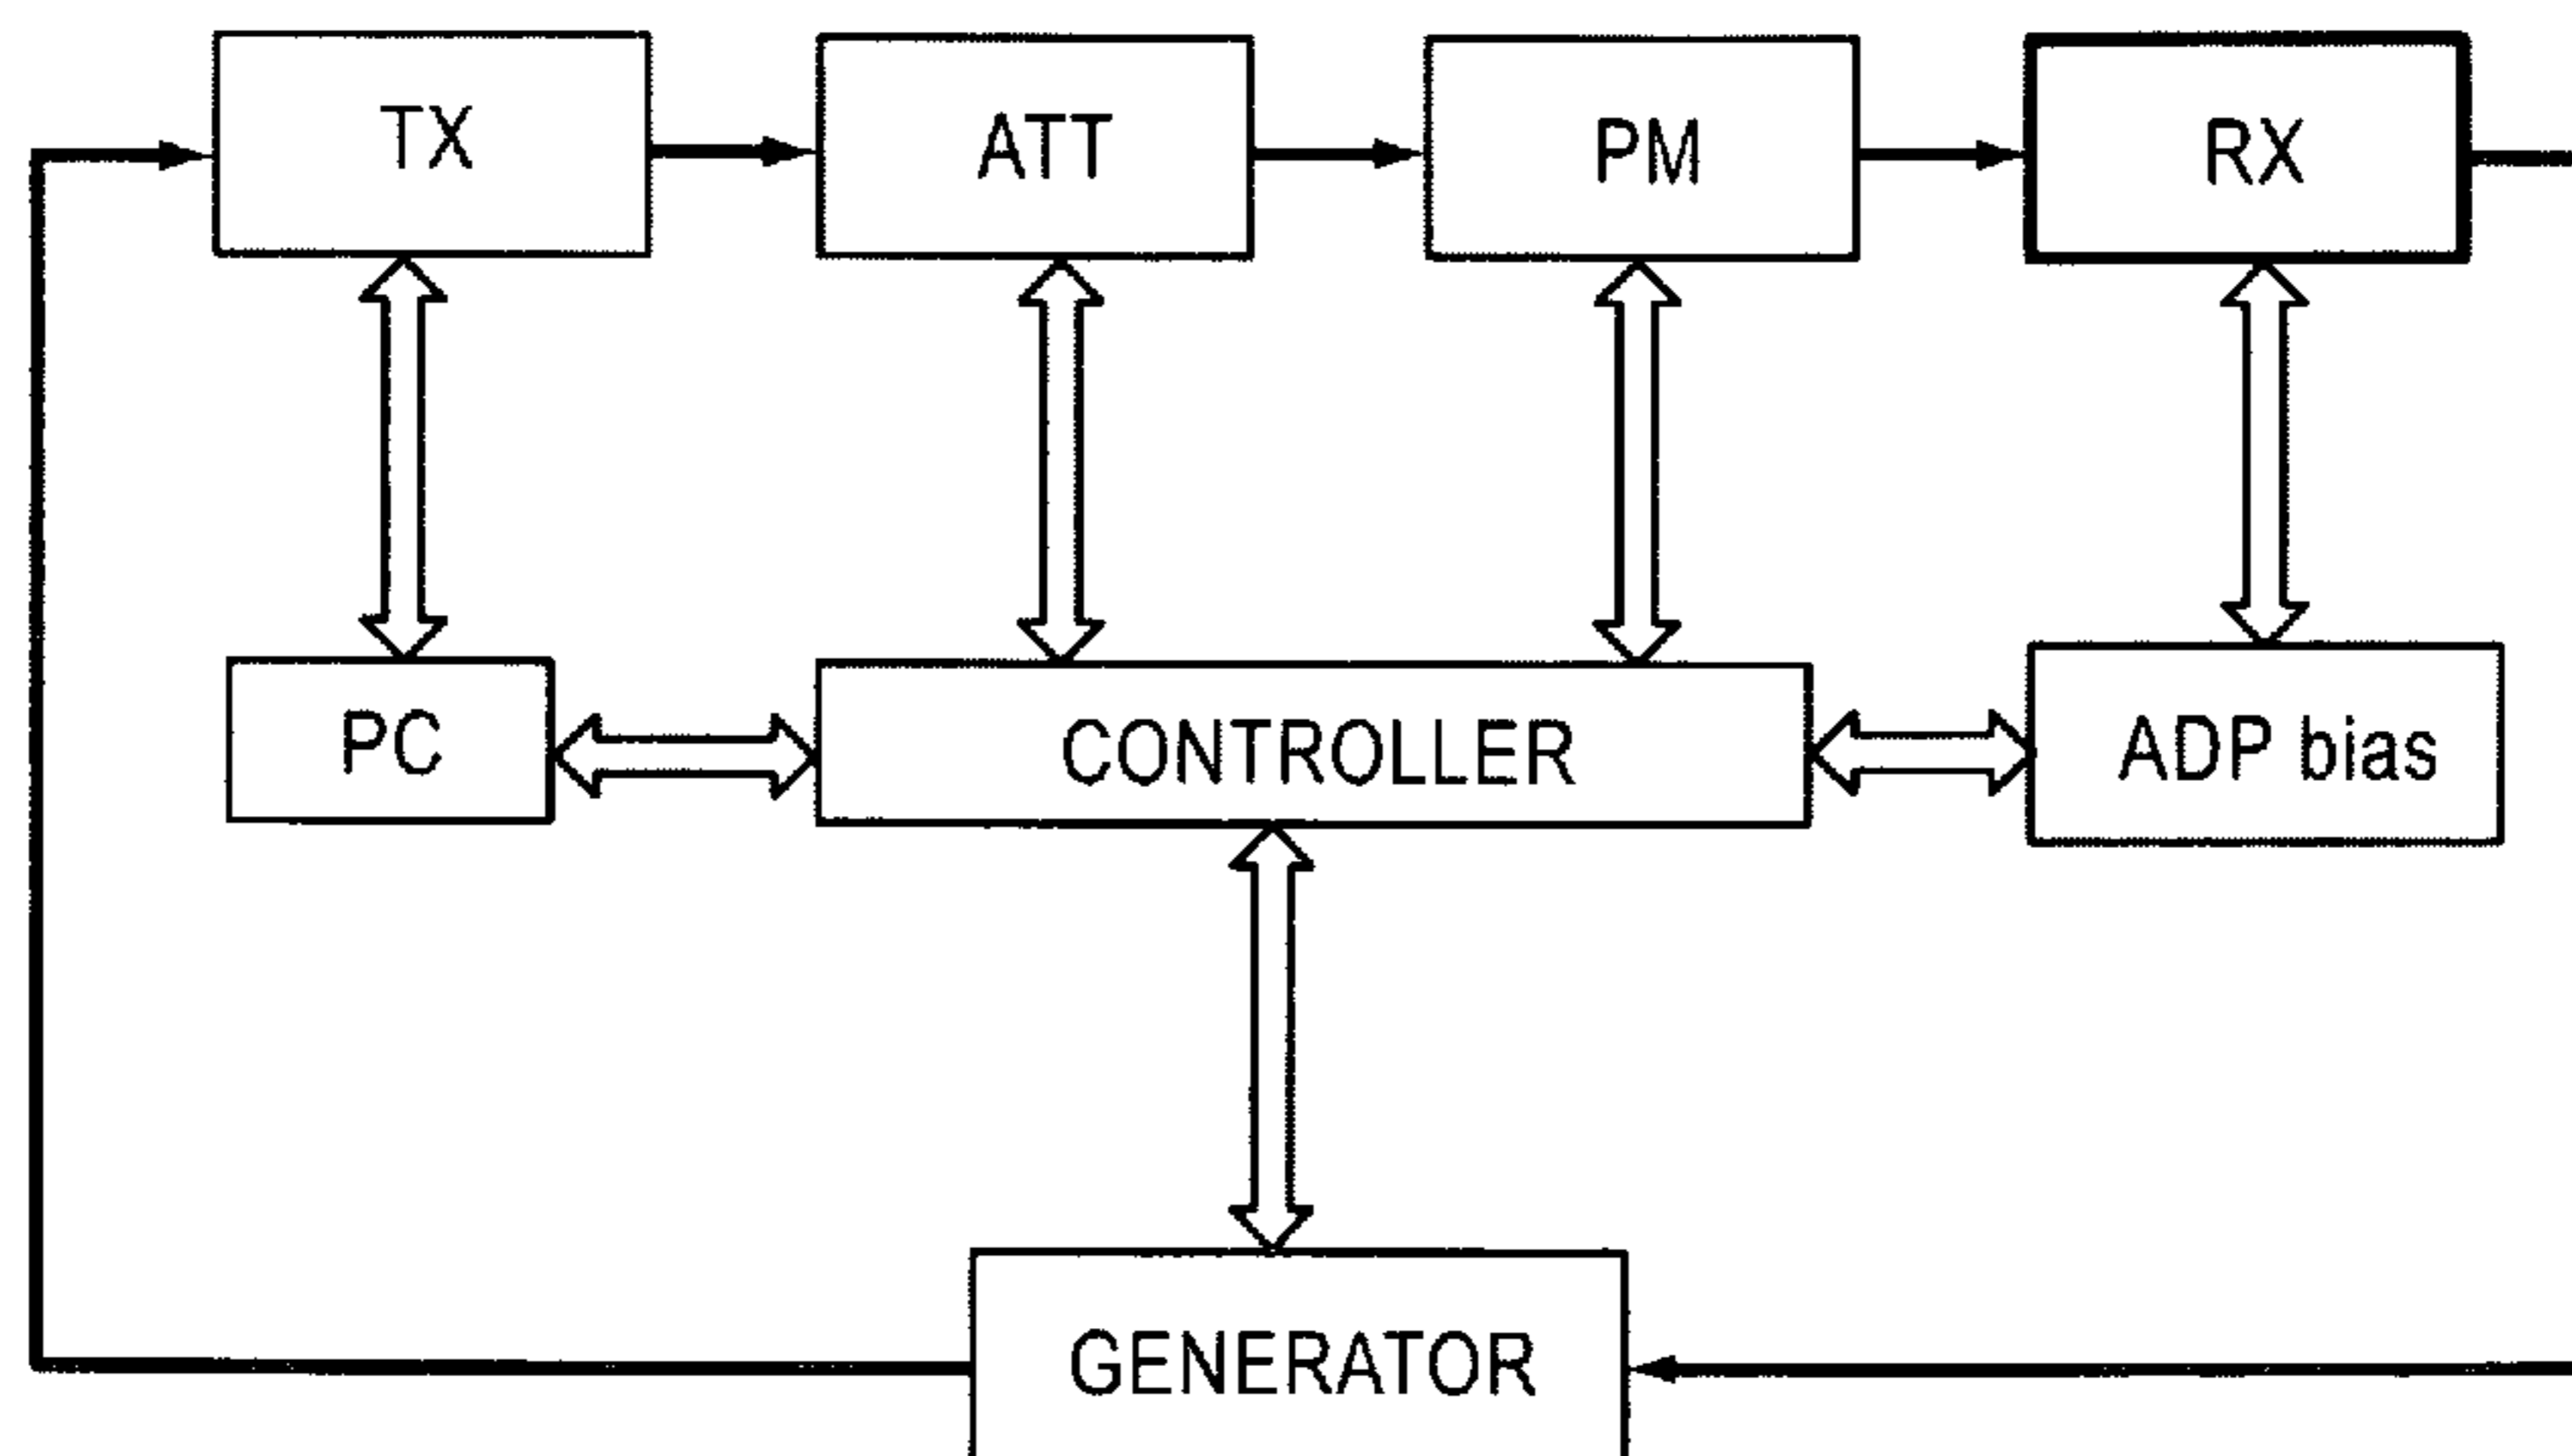 TX
ATT
PM
RX
PC
CONTROLLER
ADP bias
GENERATOR